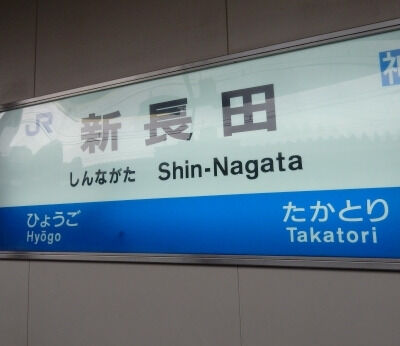 JR
神
新長田
しんながた Shin-Nagata
ひょうご
Hyōgo
たかとり
Takatori